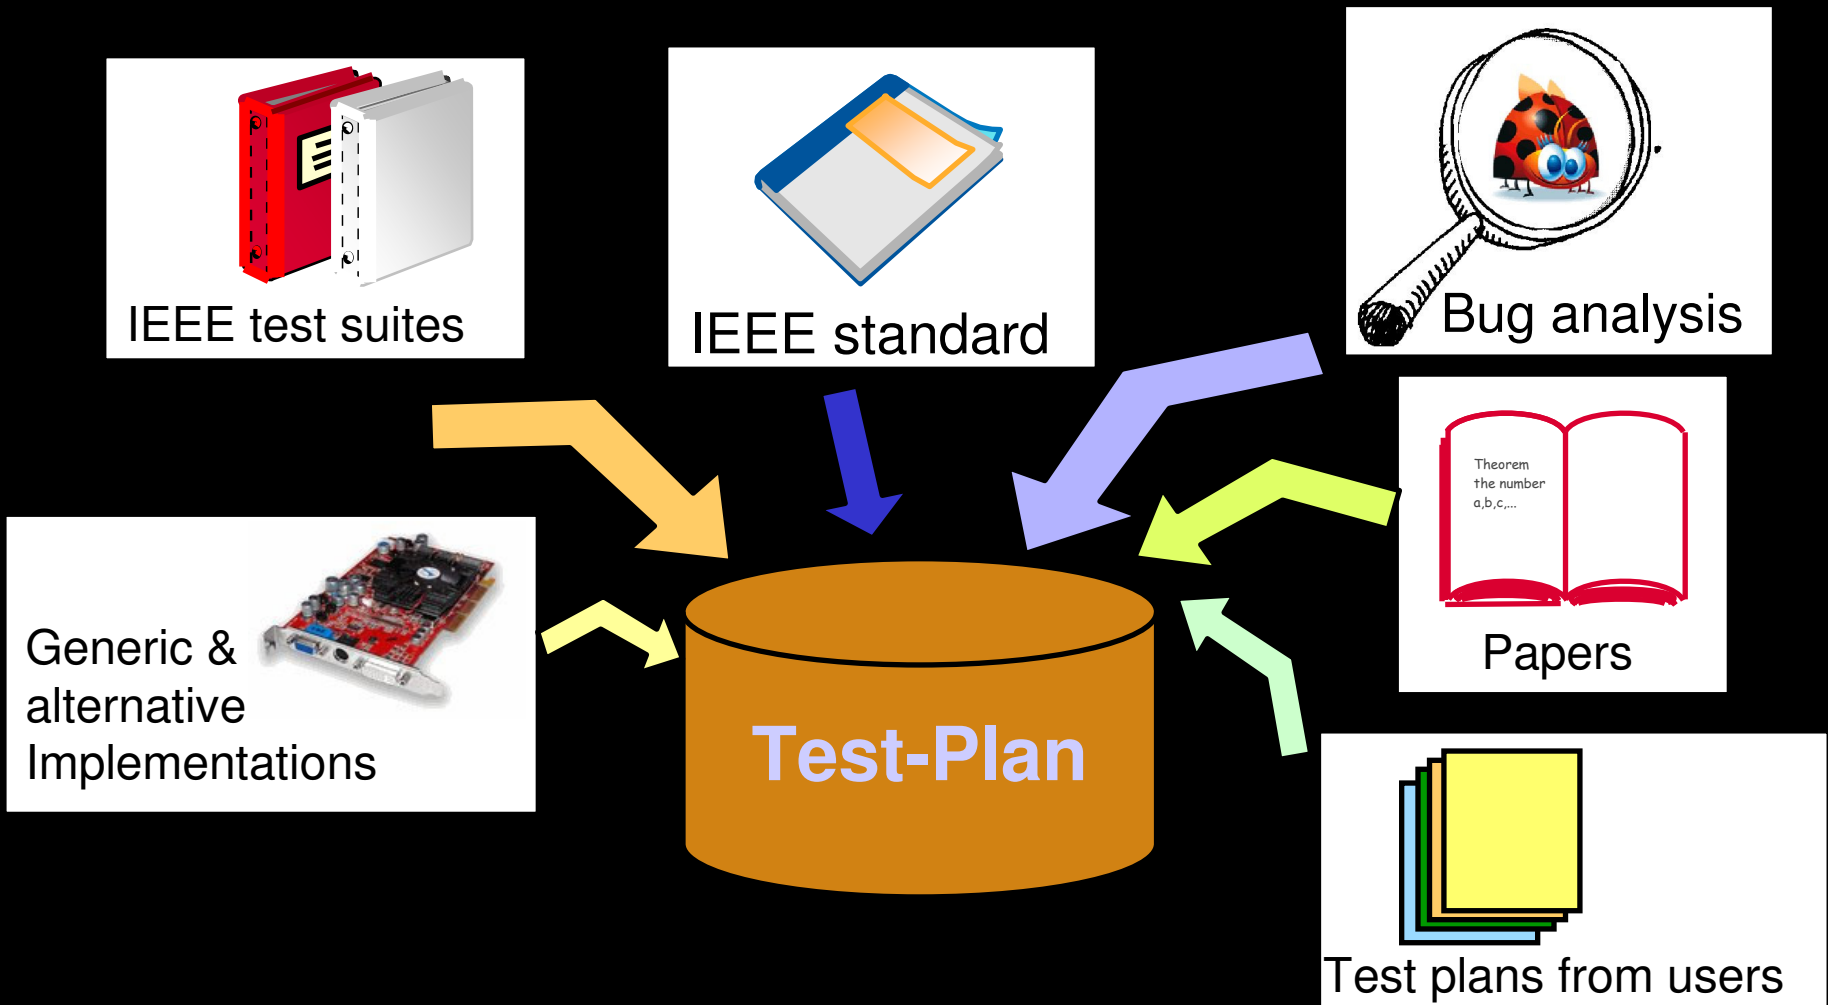 IEEE test suites
IEEE standard
Bug analysis
Theorem
the number
a,b,c,...
Papers
Generic &
alternative
Implementations
Test-Plan
Test plans from users